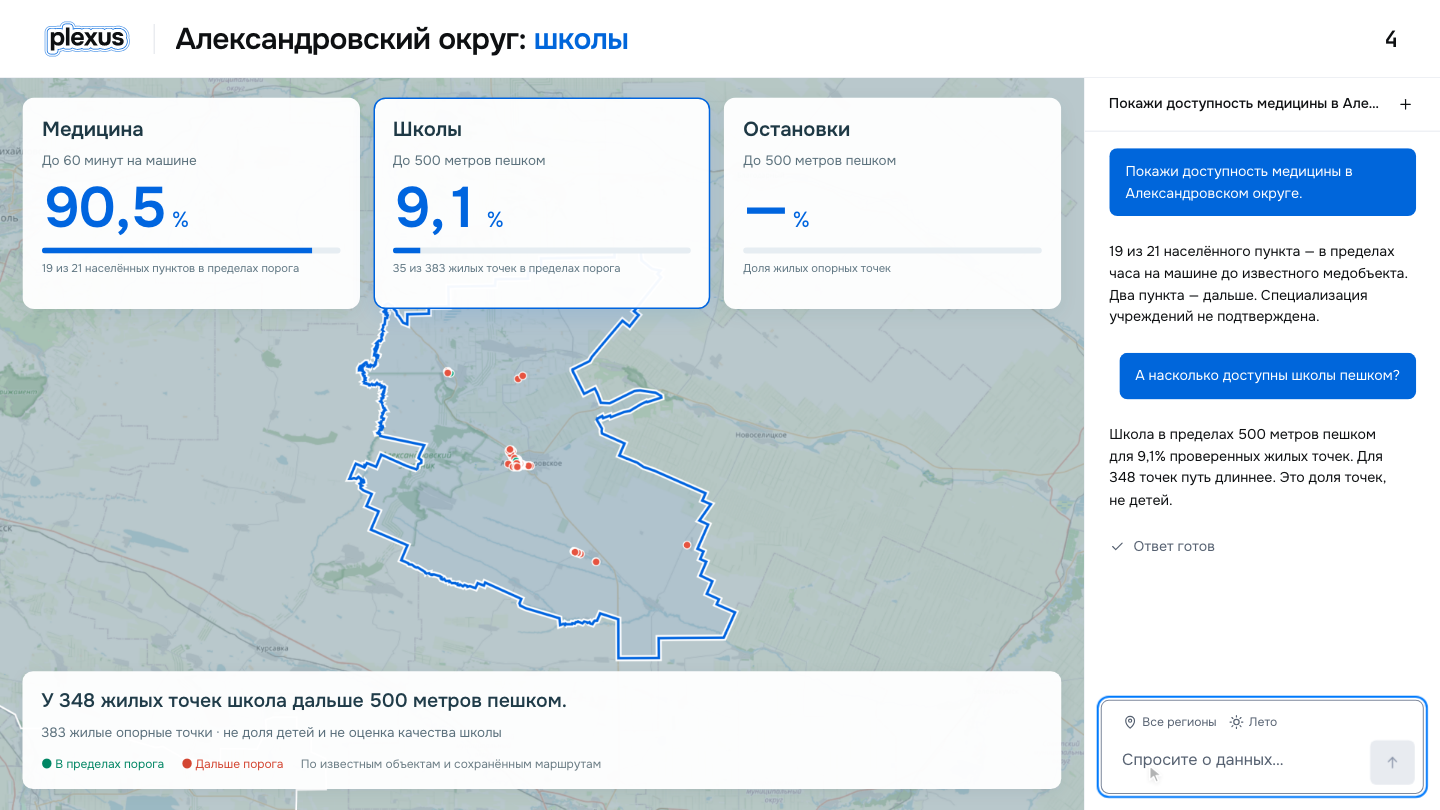 plexus
Александровский округ: школы
4
Медицина
До 60 минут на машине
90,5 %
19 из 21 населённых пунктов в пределах порога
Школы
До 500 метров пешком
9,1 %
35 из 383 жилых точек в пределах порога
Остановки
До 500 метров пешком
— %
Доля жилых опорных точек
Новоселицкое
Курсавка
У 348 жилых точек школа дальше 500 метров пешком.
383 жилые опорные точки · не доля детей и не оценка качества школы
В пределах порога
Дальше порога
По известным объектам и сохранённым маршрутам
Покажи доступность медицины в Але...
Покажи доступность медицины в
Александровском округе.
19 из 21 населённого пункта — в пределах
часа на машине до известного медобъекта.
Два пункта — дальше. Специализация
учреждений не подтверждена.
А насколько доступны школы пешком?
Школа в пределах 500 метров пешком
для 9,1% проверенных жилых точек. Для
348 точек путь длиннее. Это доля точек,
не детей.
Ответ готов
Все регионы
Лето
Спросите о данных...